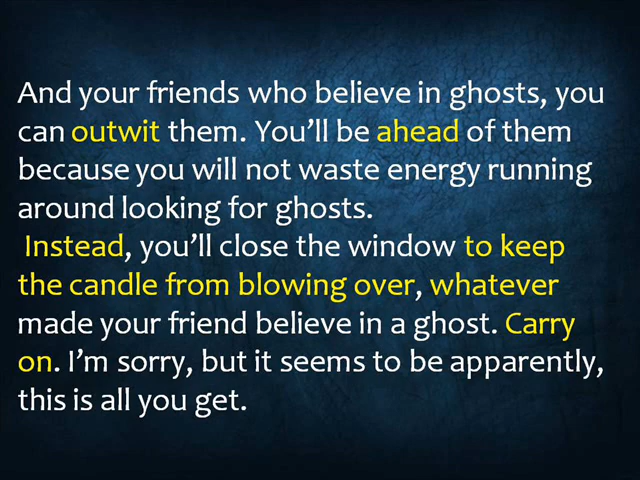 And your friends who believe in ghosts, you
can outwit them. You’ll be ahead of them
because you will not waste energy running
around looking for ghosts.
Instead, you’ll close the window to keep
the candle from blowing over, whatever
made your friend believe in a ghost. Carry
on. I’m sorry, but it seems to be apparently,
this is all you get.